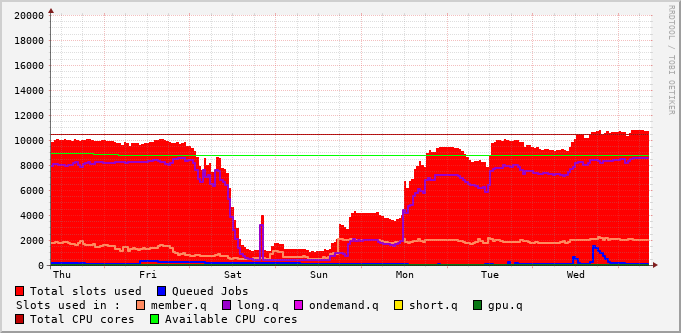 20000
18000
16000
14000
12000
10000
8000
6000
4000
2000
0
Thu Fri Sat Sun Mon Tue Wed
RRDTOOL / TOBI OETIKER
Total slots used Queued Jobs
Slots used in : member.q long.q ondemand.q short.q gpu.q
Total CPU cores Available CPU cores